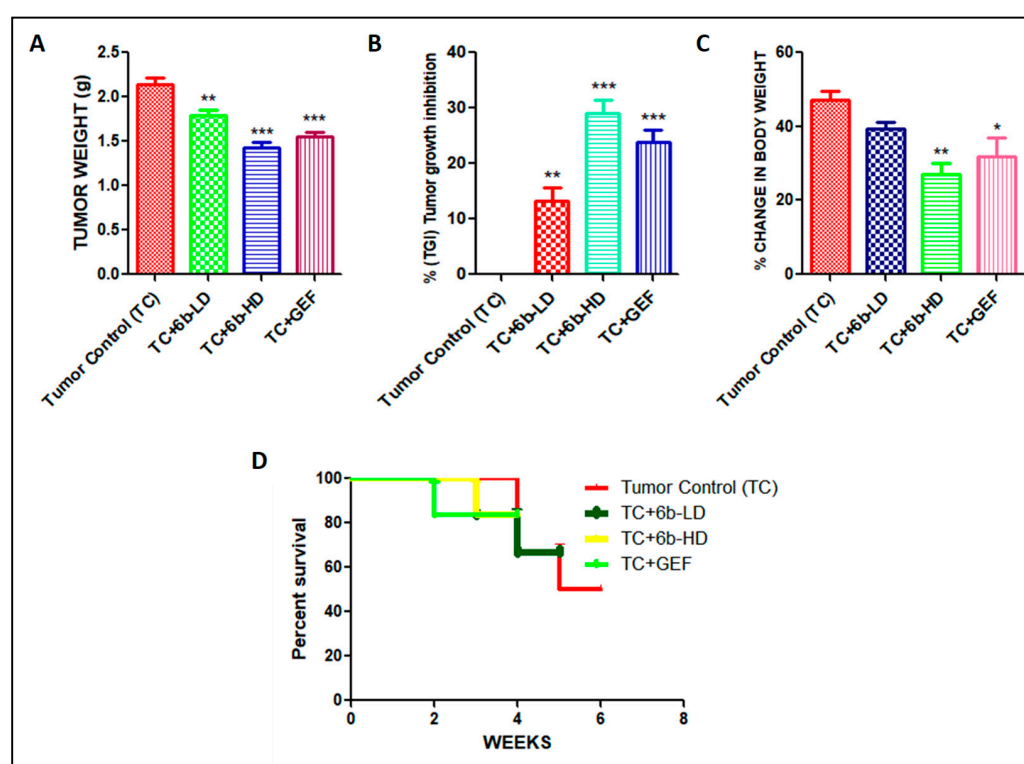 A
TUMOR WEIGHT (g)
2.5
2.0
1.5
1.0
0.5
0.0
**
***
***
Tumor Control (TC)
TC+6b-LD
TC+6b-HD
TC+GEF
B
% (TGI) Tumor growth inhibition
40
30
20
10
0
**
***
***
Tumor Control (TC)
TC+6b-LD
TC+6b-HD
TC+GEF
C
% CHANGE IN BODY WEIGHT
60
40
20
0
**
*
Tumor Control (TC)
TC+6b-LD
TC+6b-HD
TC+GEF
D
Percent survival
100
80
60
40
20
0
0 2 4 6 8
WEEKS
Tumor Control (TC)
TC+6b-LD
TC+6b-HD
TC+GEF